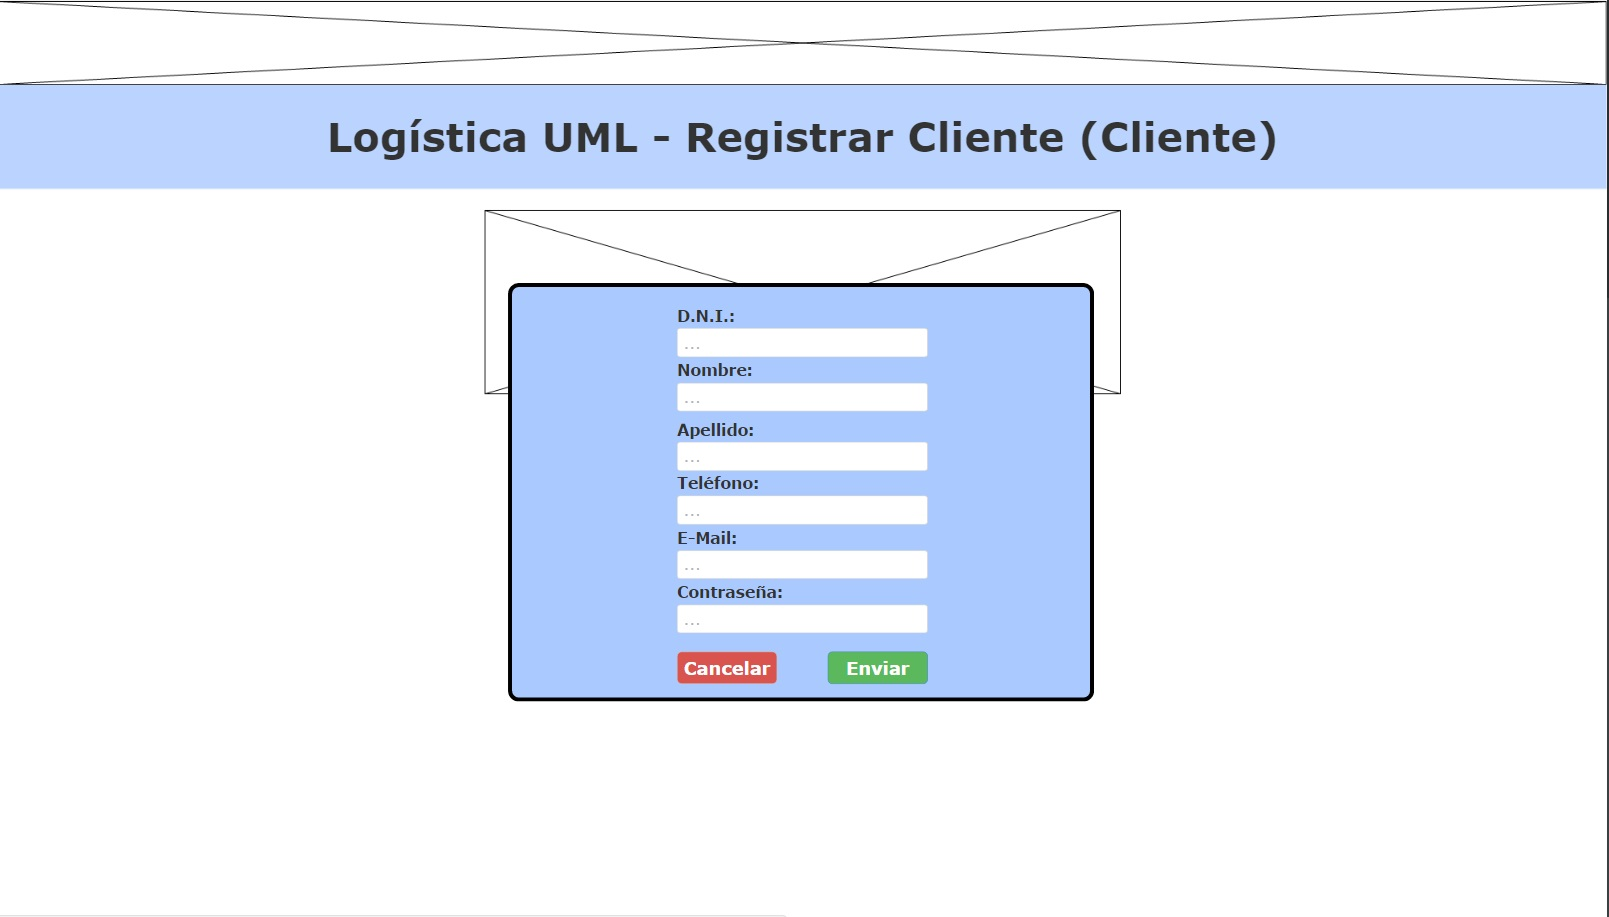 Logística UML - Registrar Cliente (Cliente)
D.N.I.:
...
Nombre:
...
Apellido:
...
Teléfono:
...
E-Mail:
...
Contraseña:
...
Cancelar Enviar